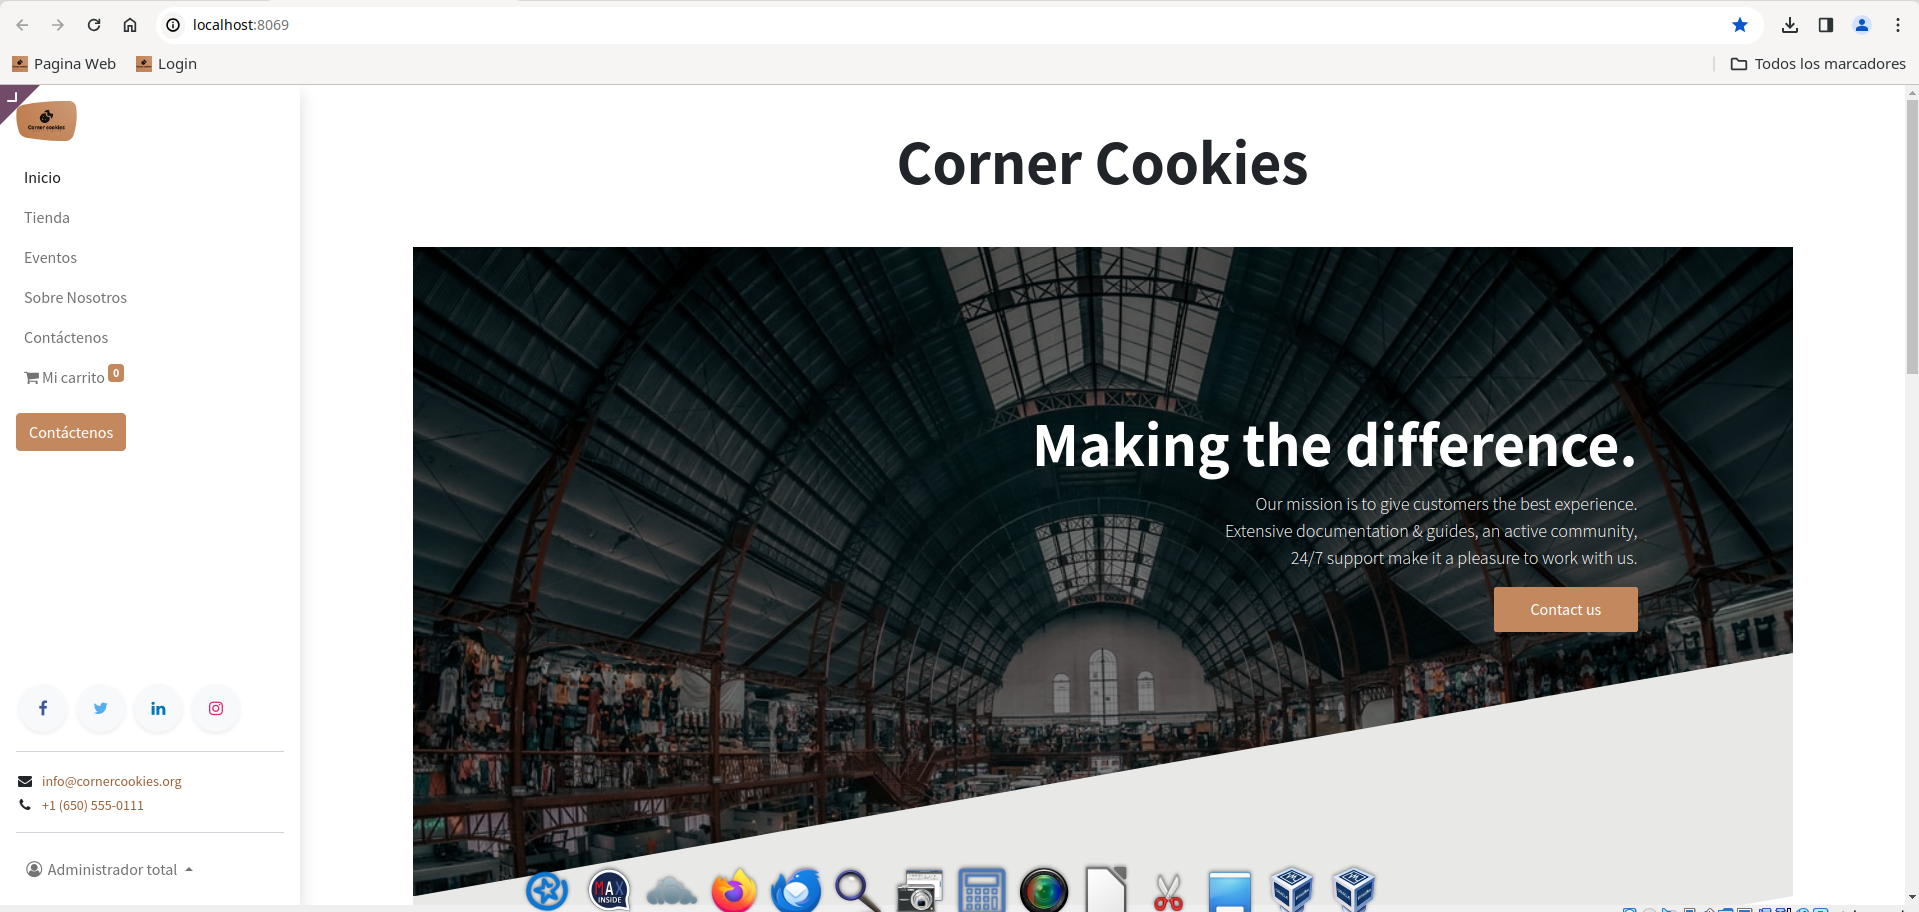 localhost:8069
Pagina Web
Login
Todos los marcadores
Corner cookies
Inicio
Tienda
Eventos
Sobre Nosotros
Contáctenos
Mi carrito 0
Contáctenos
info@cornercookies.org
+1 (650) 555-0111
Administrador total
Corner Cookies
Making the difference.
Our mission is to give customers the best experience.
Extensive documentation & guides, an active community,
24/7 support make it a pleasure to work with us.
Contact us
MAX
INSIDE